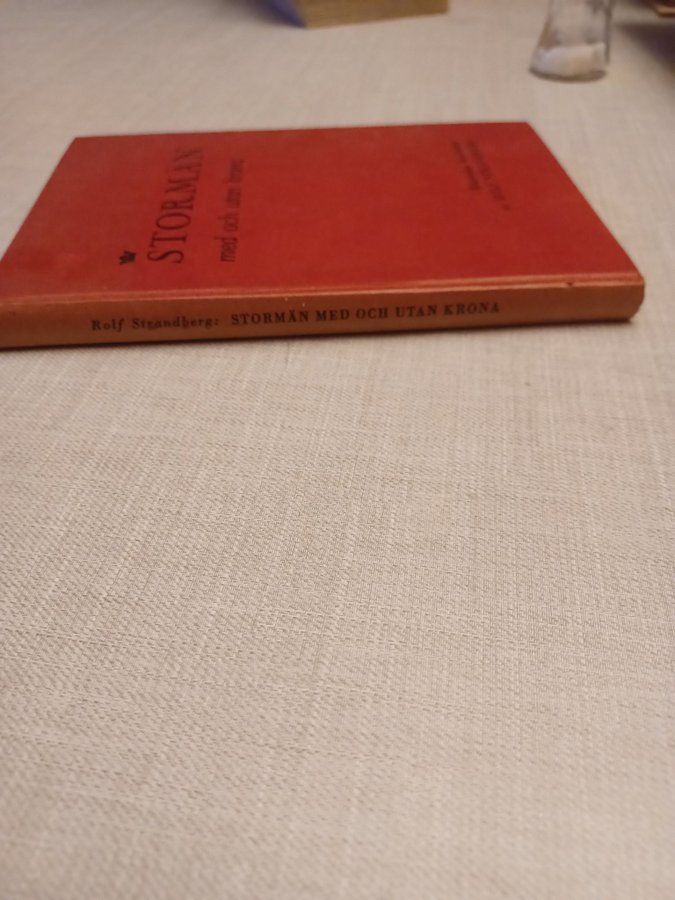 STORMÄN
med och utan krona
Rolf Strandberg: STORMÄN MED OCH UTAN KRONA